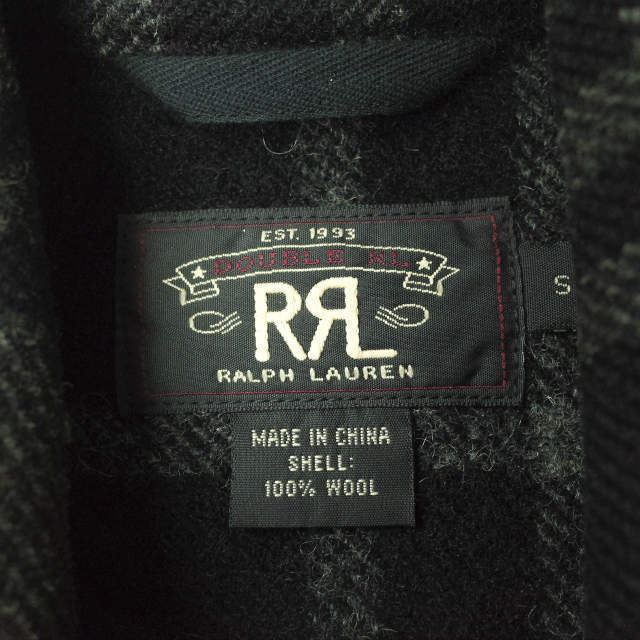 EST. 1993
DOUBLE RL
RRL
RALPH LAUREN
S
MADE IN CHINA
SHELL:
100% WOOL